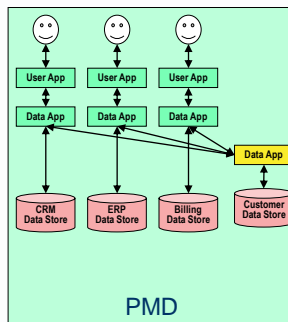 User App User App User App
Data App Data App Data App
Data App
CRM ERP Billing Customer
Data Store Data Store Data Store Data Store
PMD